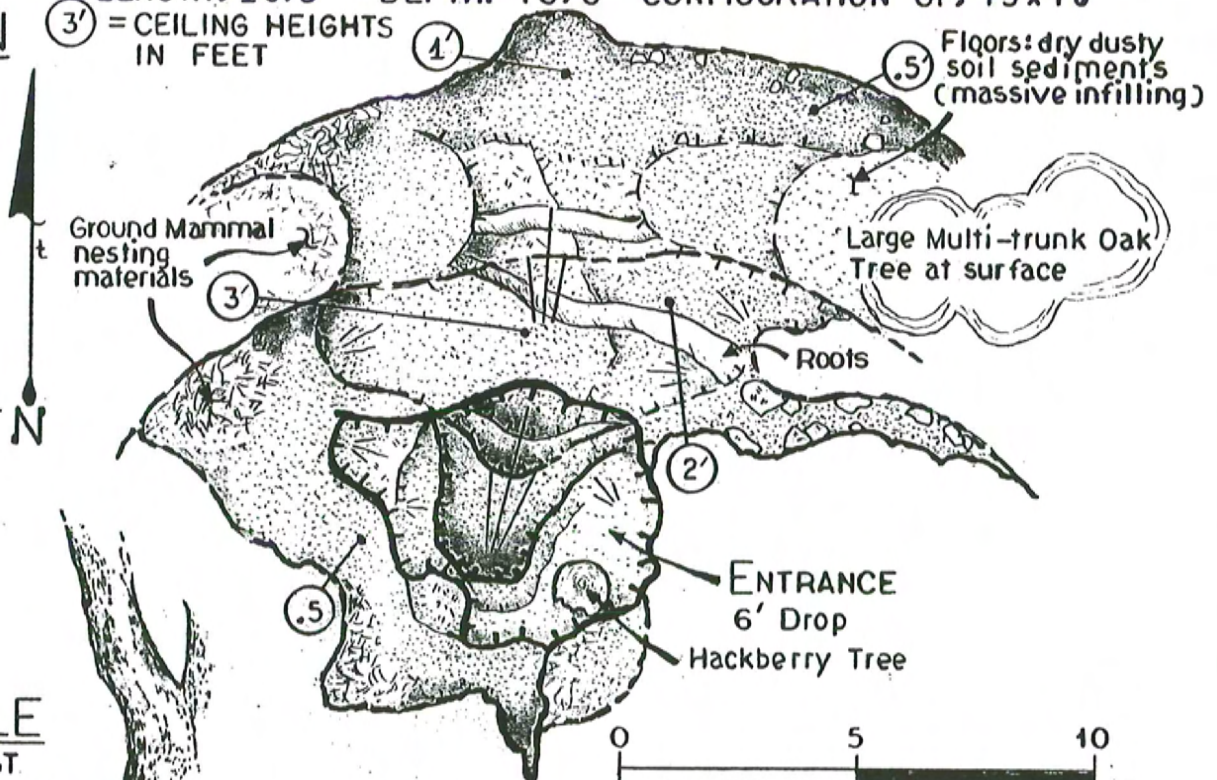 3' = CEILING HEIGHTS
IN FEET
1'
.5'
Floors: dry dusty
soil sediments
(massive infilling)
Ground Mammal
nesting
materials
3'
Large Multi-trunk Oak
Tree at surface
Roots
N
2'
ENTRANCE
6' Drop
Hackberry Tree
.5
0 5 10